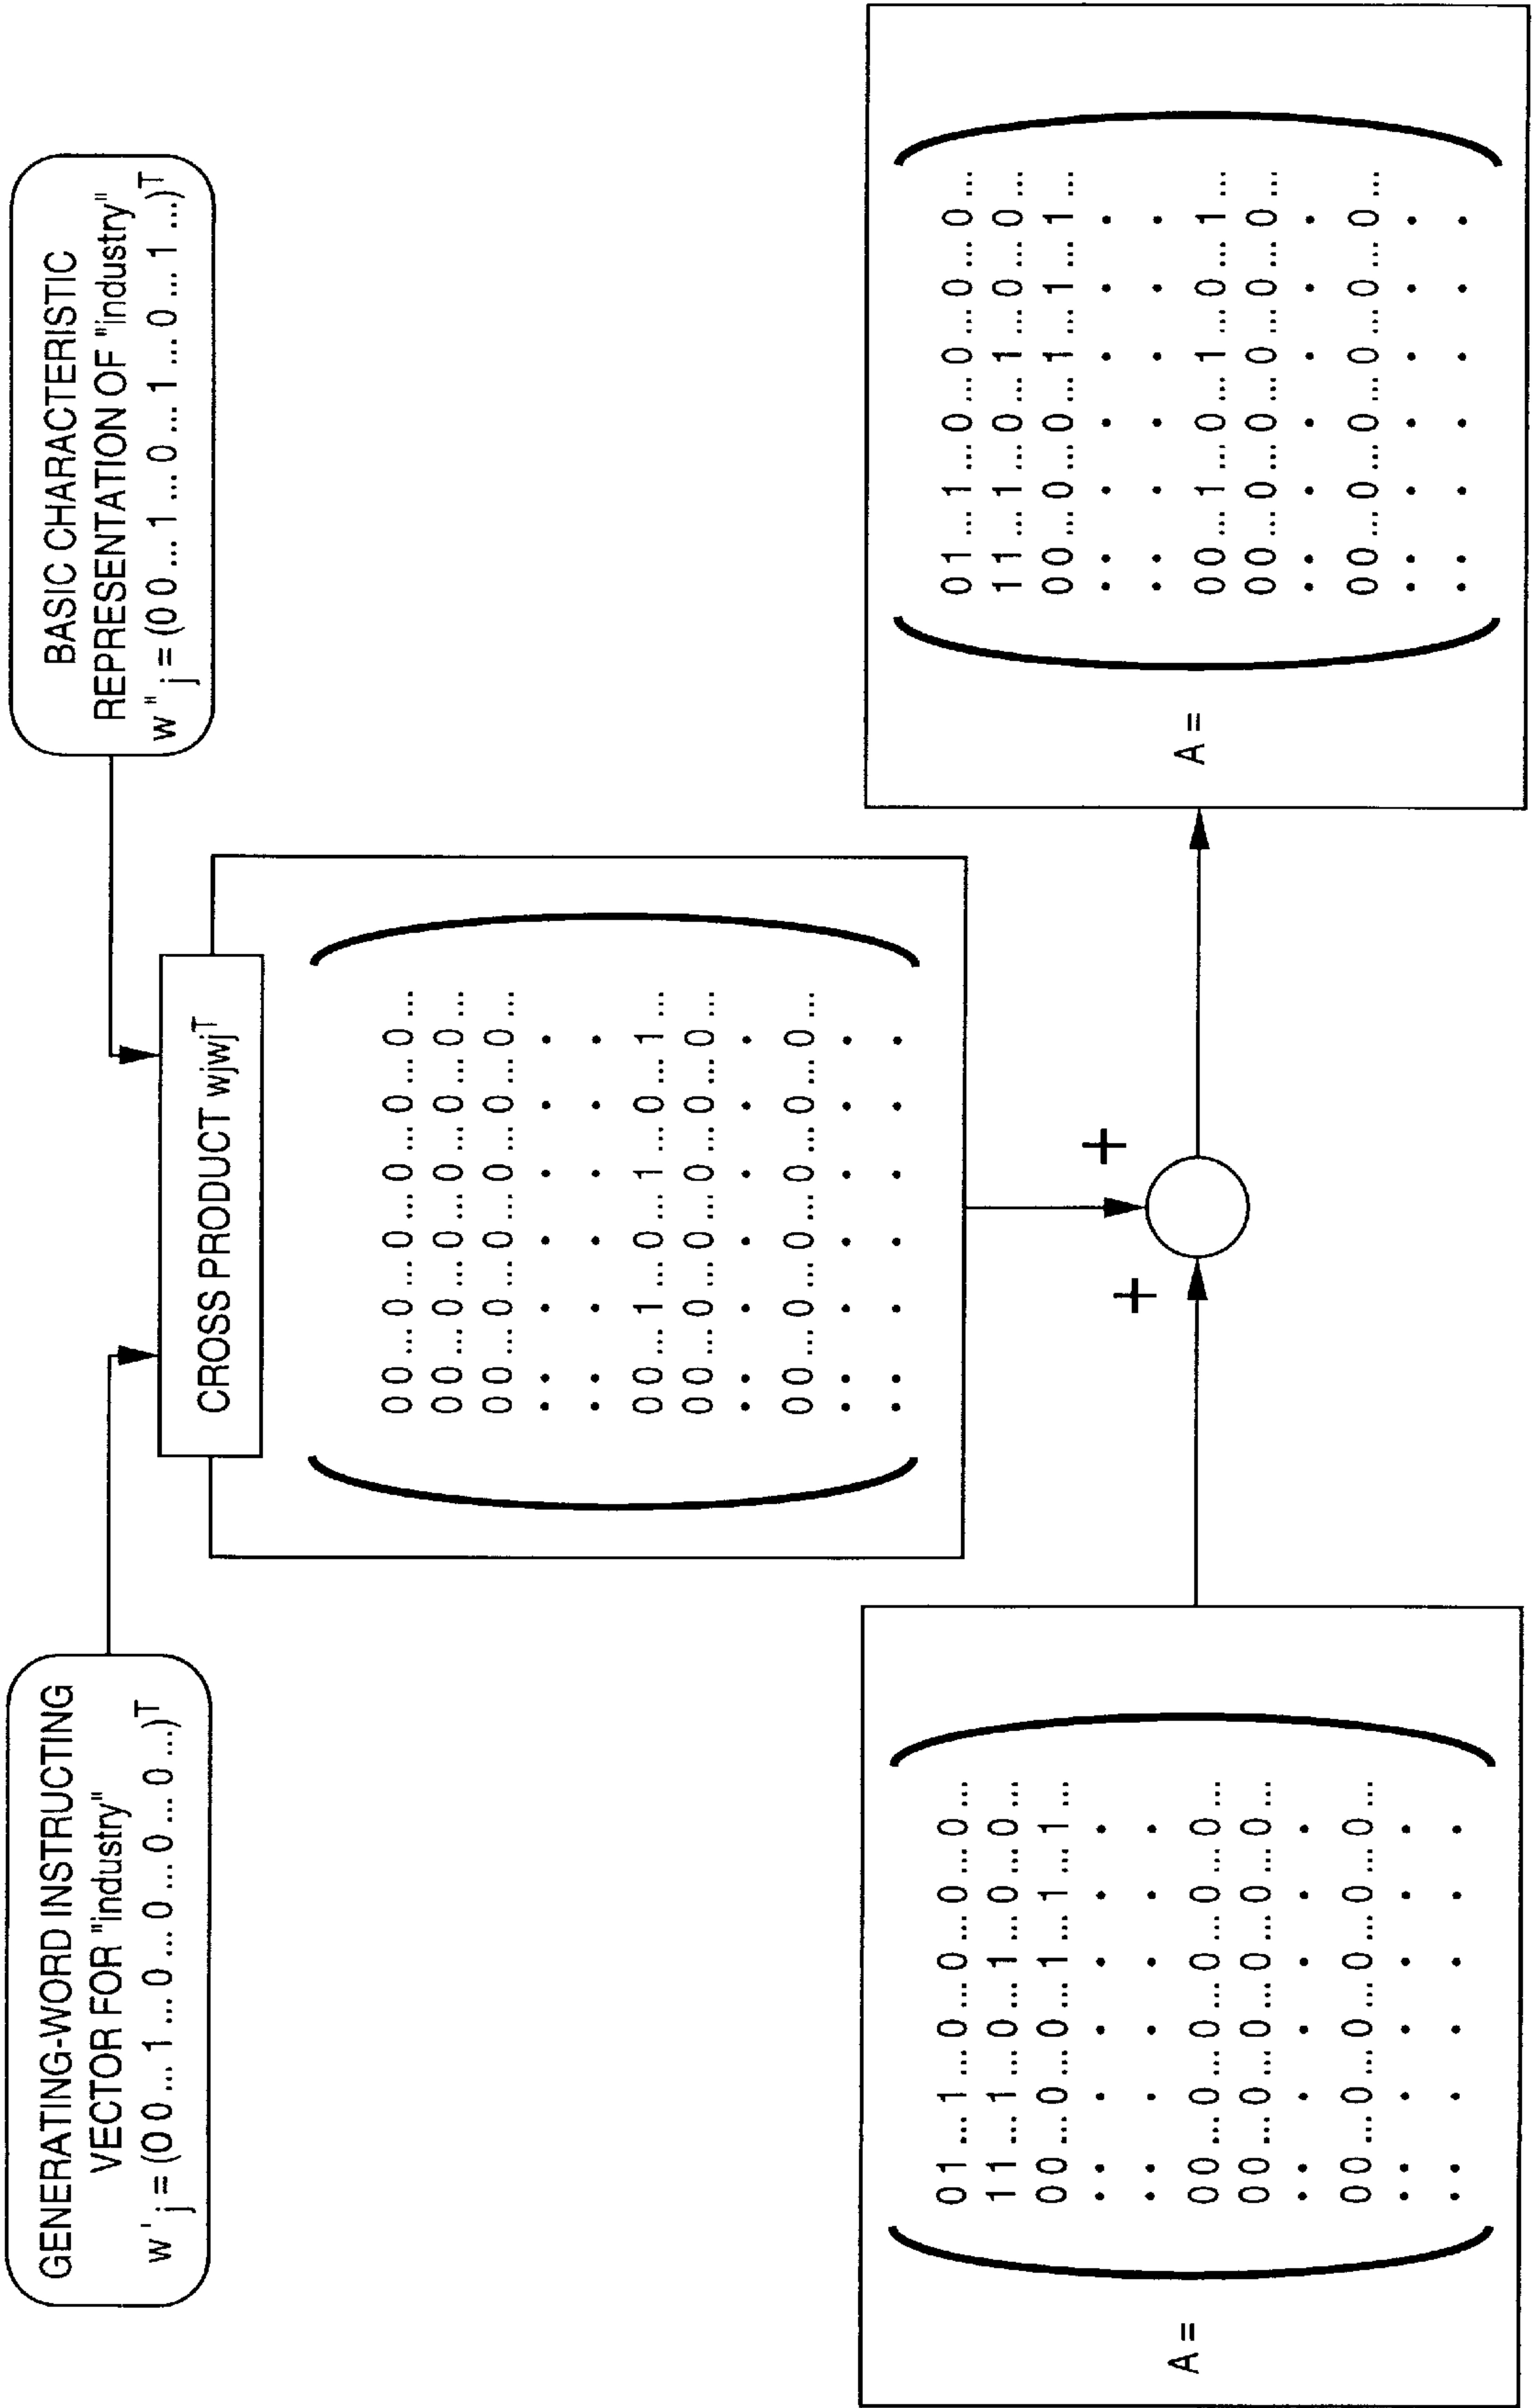 GENERATING-WORD INSTRUCTING
VECTOR FOR "industry"
w'j = (0 0 ... 1 ... 0 ... 0 ... 0 ... 0 ...)T
BASIC CHARACTERISTIC
REPRESENTATION OF "industry"
w"j = (0 0 ... 1 ... 0 ... 1 ... 0 ... 1 ...)T
CROSS PRODUCT wjwjT
0 0 ... 0 ... 0 ... 0 ... 0 ... 0 ...
0 0 ... 0 ... 0 ... 0 ... 0 ... 0 ...
0 0 ... 0 ... 0 ... 0 ... 0 ... 0 ...
. . . . . . .
. . . . . . .
0 0 ... 1 ... 0 ... 1 ... 0 ... 1 ...
0 0 ... 0 ... 0 ... 0 ... 0 ... 0 ...
. . . . . . .
0 0 ... 0 ... 0 ... 0 ... 0 ... 0 ...
. . . . . . .
. . . . . . .
+
+
A =
0 1 ... 1 ... 0 ... 0 ... 0 ... 0 ...
1 1 ... 1 ... 0 ... 1 ... 0 ... 0 ...
0 0 ... 0 ... 0 ... 1 ... 1 ... 1 ...
. . . . . . .
. . . . . . .
0 0 ... 0 ... 0 ... 0 ... 0 ... 0 ...
0 0 ... 0 ... 0 ... 0 ... 0 ... 0 ...
. . . . . . .
0 0 ... 0 ... 0 ... 0 ... 0 ... 0 ...
. . . . . . .
. . . . . . .
A =
0 1 ... 1 ... 0 ... 0 ... 0 ... 0 ...
1 1 ... 1 ... 0 ... 1 ... 0 ... 0 ...
0 0 ... 0 ... 0 ... 1 ... 1 ... 1 ...
. . . . . . .
. . . . . . .
0 0 ... 1 ... 0 ... 1 ... 0 ... 1 ...
0 0 ... 0 ... 0 ... 0 ... 0 ... 0 ...
. . . . . . .
0 0 ... 0 ... 0 ... 0 ... 0 ... 0 ...
. . . . . . .
. . . . . . .